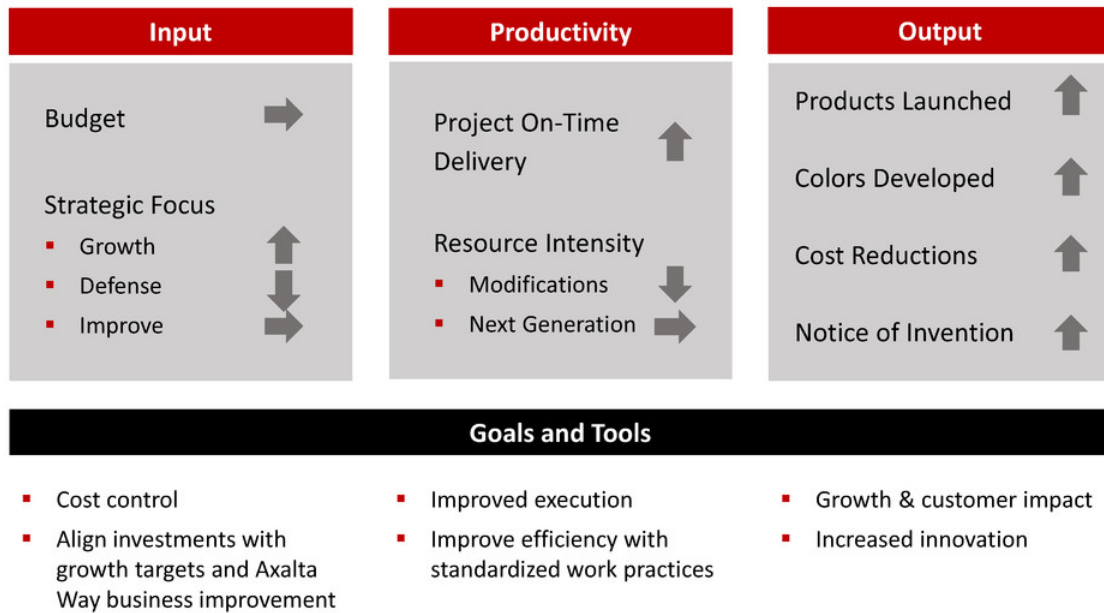 Input
Budget
Strategic Focus
Growth
Defense
Improve
Productivity
Project On-Time
Delivery
Resource Intensity
Modifications
Next Generation
Output
Products Launched
Colors Developed
Cost Reductions
Notice of Invention
Goals and Tools
Cost control
Align investments with
growth targets and Axalta
Way business improvement
Improved execution
Improve efficiency with
standardized work practices
Growth & customer impact
Increased innovation